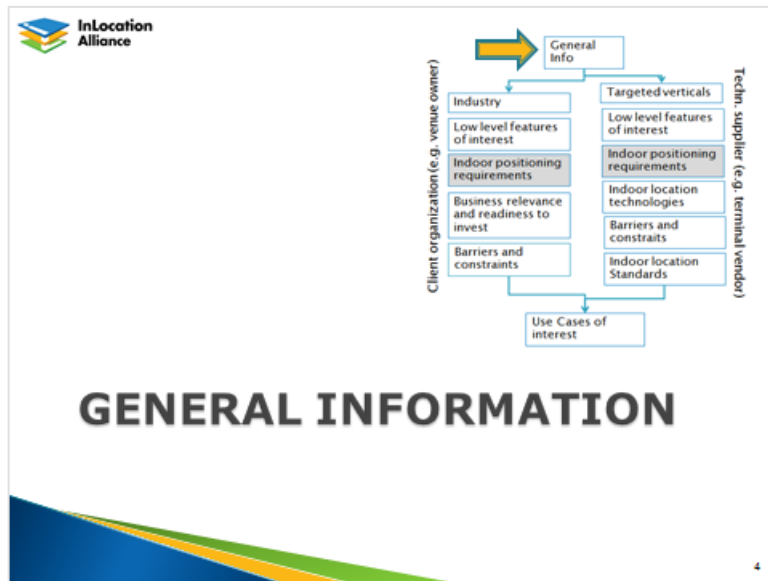 InLocation
Alliance
General
Info
Client organization(e.g. venue owner)
Industry
Low level features
of interest
Indoor positioning
requirements
Business relevance
and readiness to
invest
Barriers and
constraints
Targeted verticals
Low level features
of interest
Indoor positioning
requirements
Indoor location
technologies
Barriers and
constraits
Indoor location
Standards
Techn. supplier (e.g. terminal vendor)
Use Cases of
interest
GENERAL INFORMATION
4